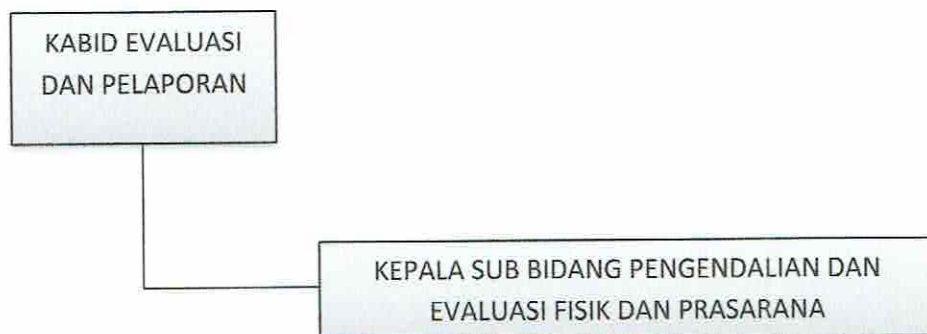 KABID EVALUASI
DAN PELAPORAN
KEPALA SUB BIDANG PENGENDALIAN DAN
EVALUASI FISIK DAN PRASARANA